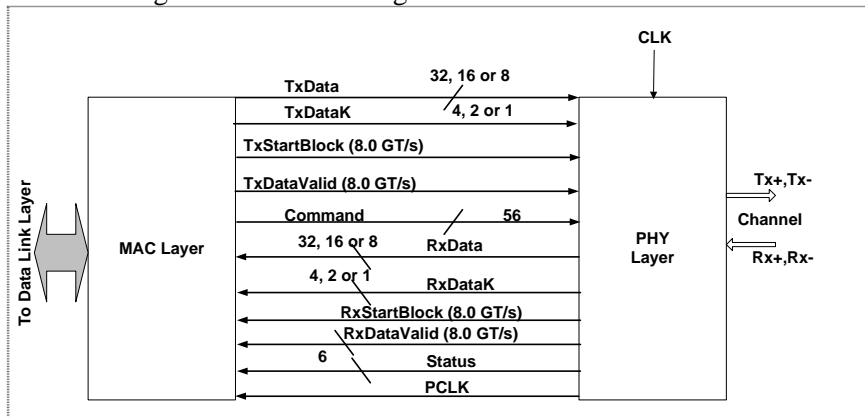 CLK
TxData 32, 16 or 8
TxDataK 4, 2 or 1
TxStartBlock (8.0 GT/s)
TxDataValid (8.0 GT/s)
Command 56
32, 16 or 8 RxData
4, 2 or 1 RxDataK
RxStartBlock (8.0 GT/s)
RxDataValid (8.0 GT/s)
6 Status
PCLK
To Data Link Layer
MAC Layer
PHY
Layer
Tx+,Tx-
Channel
Rx+,Rx-